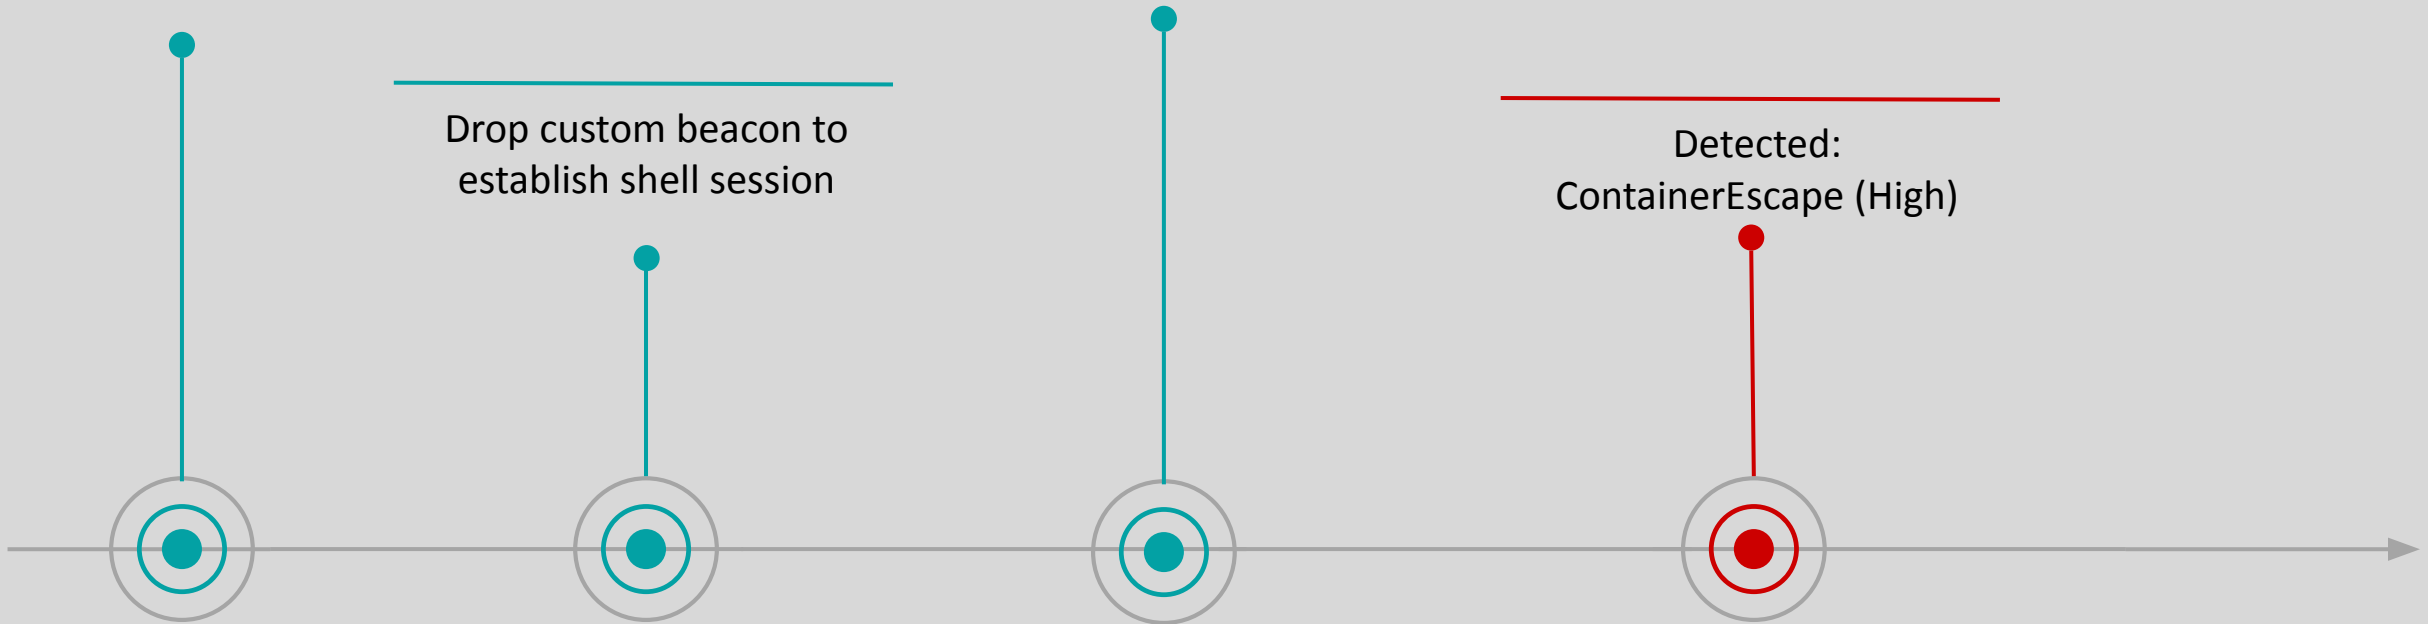 Drop custom beacon to
establish shell session
Detected:
ContainerEscape (High)